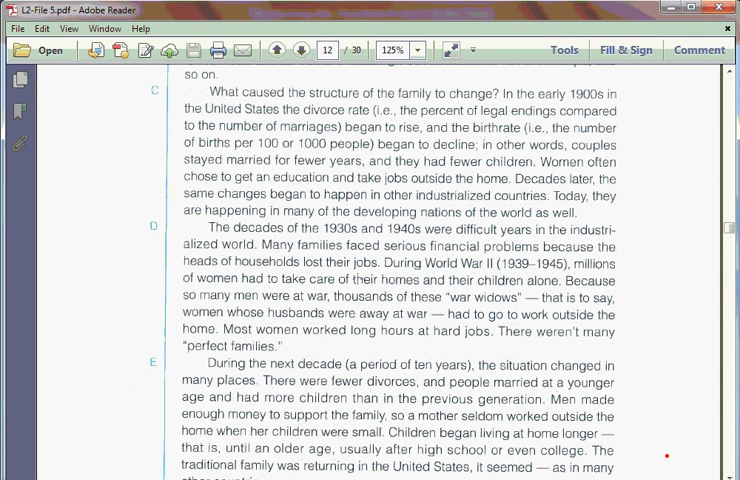 L2-File 5.pdf - Adobe Reader
File Edit View Window Help
Open 12 / 30 125% Tools Fill & Sign Comment
so on.
C What caused the structure of the family to change? In the early 1900s in
the United States the divorce rate (i.e., the percent of legal endings compared
to the number of marriages) began to rise, and the birthrate (i.e., the number
of births per 100 or 1000 people) began to decline; in other words, couples
stayed married for fewer years, and they had fewer children. Women often
chose to get an education and take jobs outside the home. Decades later, the
same changes began to happen in other industrialized countries. Today, they
are happening in many of the developing nations of the world as well.
D The decades of the 1930s and 1940s were difficult years in the industri-
alized world. Many families faced serious financial problems because the
heads of households lost their jobs. During World War II (1939–1945), millions
of women had to take care of their homes and their children alone. Because
so many men were at war, thousands of these "war widows" — that is to say,
women whose husbands were away at war — had to go to work outside the
home. Most women worked long hours at hard jobs. There weren't many
"perfect families."
E During the next decade (a period of ten years), the situation changed in
many places. There were fewer divorces, and people married at a younger
age and had more children than in the previous generation. Men made
enough money to support the family, so a mother seldom worked outside the
home when her children were small. Children began living at home longer —
that is, until an older age, usually after high school or even college. The
traditional family was returning in the United States, it seemed — as in many